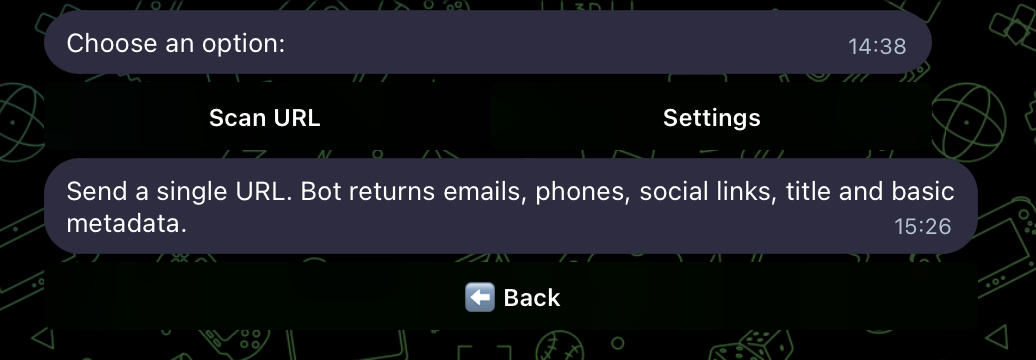 Choose an option:
14:38
Scan URL
Settings
Send a single URL. Bot returns emails, phones, social links, title and basic
metadata.
15:26
⬅️ Back